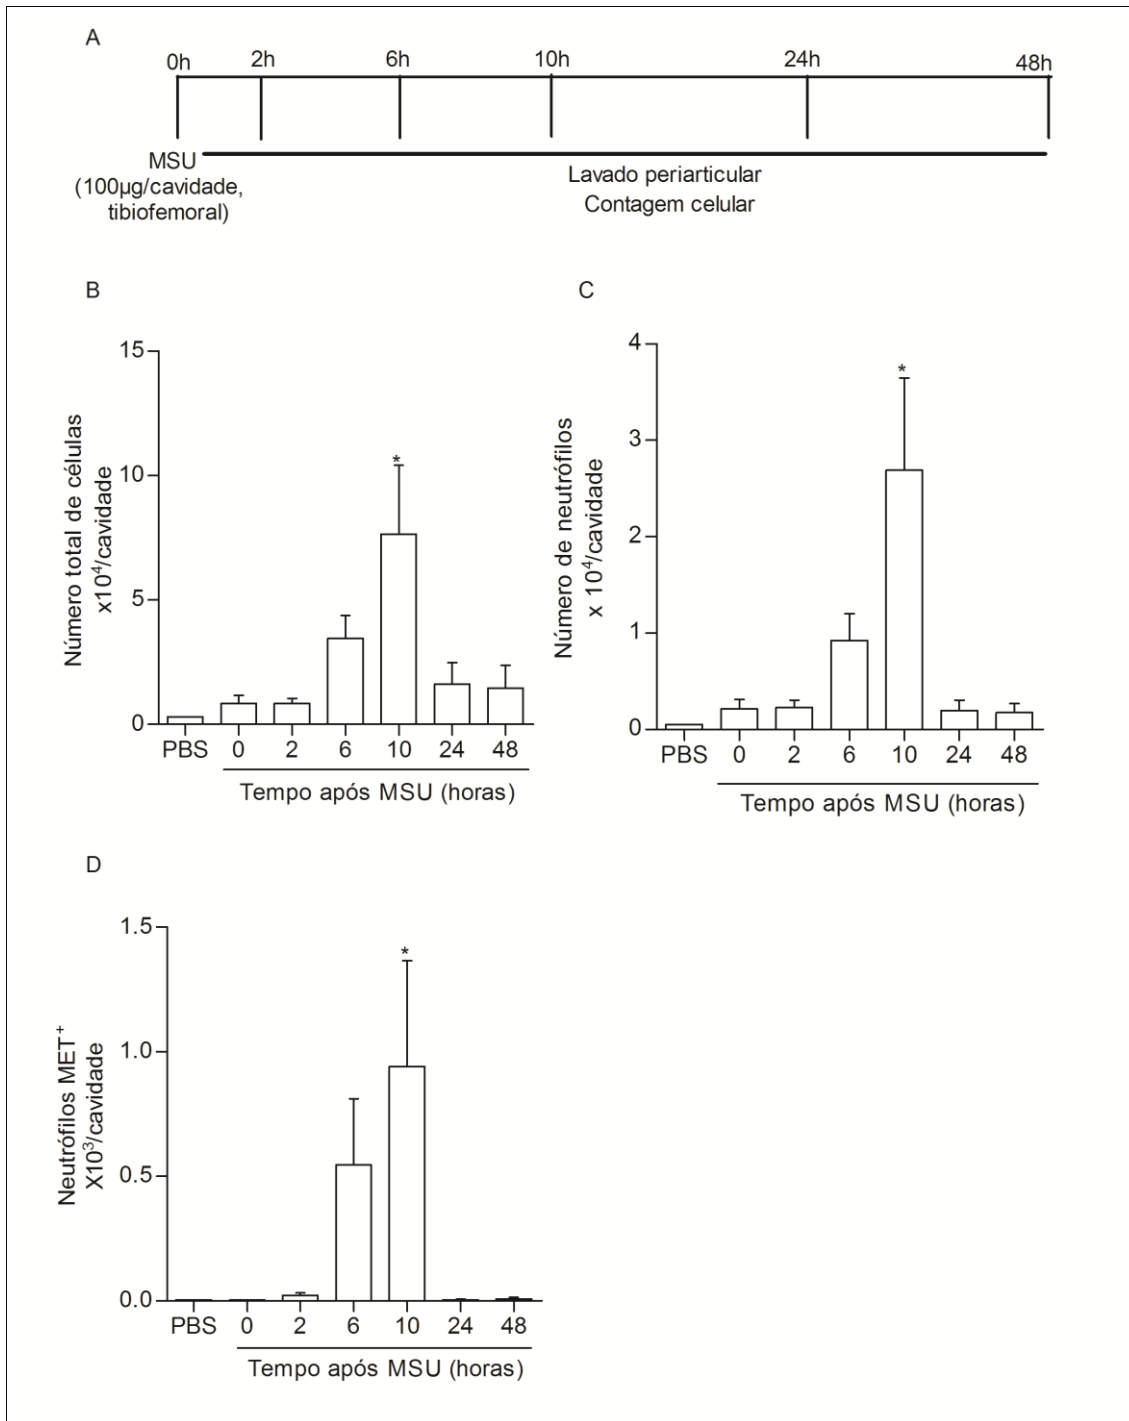 A
0h 2h 6h 10h 24h 48h
MSU
(100µg/cavidade,
tibiofemoral)
Lavado periarticular
Contagem celular
B
Número total de células
x10⁴/cavidade
15
10
5
0
*
PBS 0 2 6 10 24 48
Tempo após MSU (horas)
C
Número de neutrófilos
x 10⁴/cavidade
4
3
2
1
0
*
PBS 0 2 6 10 24 48
Tempo após MSU (horas)
D
Neutrófilos MET⁺
X10³/cavidade
1.5
1.0
0.5
0.0
*
PBS 0 2 6 10 24 48
Tempo após MSU (horas)